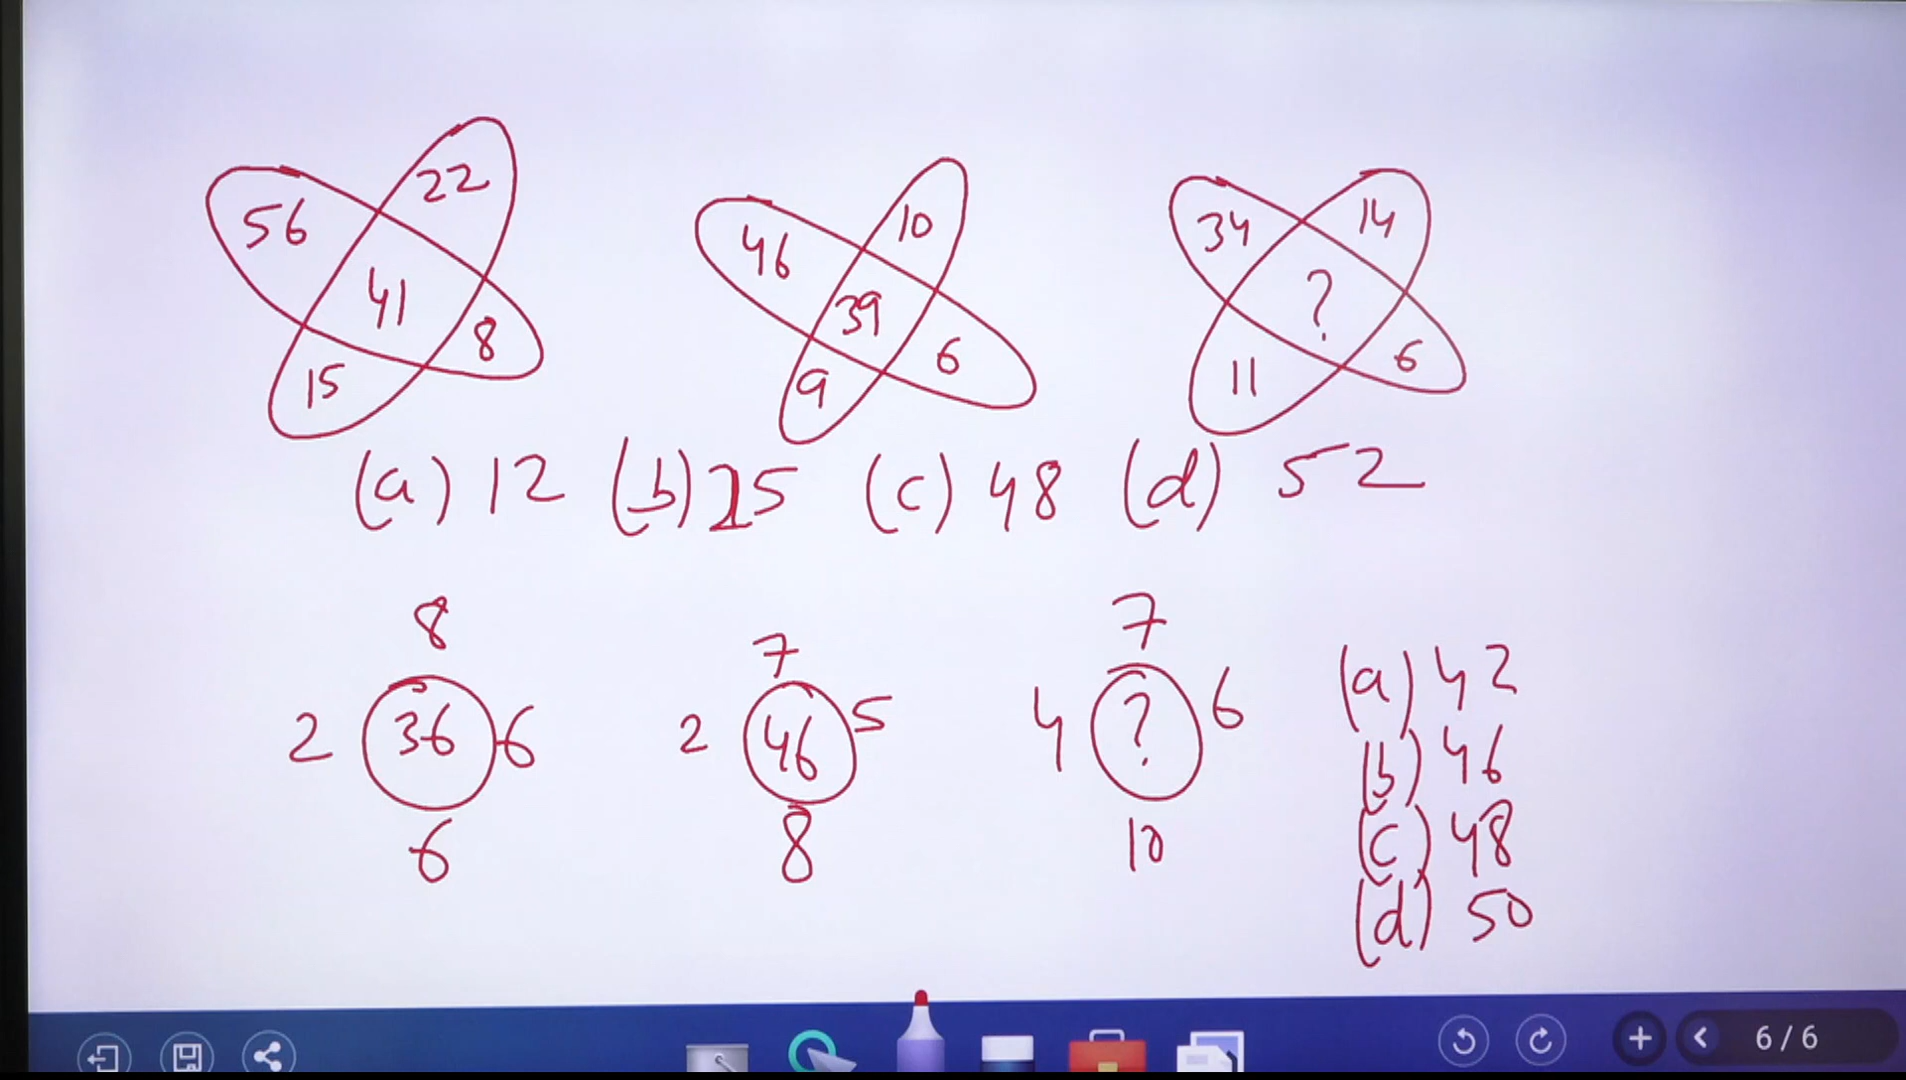 56 22 41 8 15
46 10 39 6 9
34 14 ? 6 11
(a) 12 (b) 25 (c) 48 (d) 52
8 2 36 6 6
7 2 46 5 8
7 4 ? 6 10
(a) 42
(b) 46
(c) 48
(d) 50
6 / 6